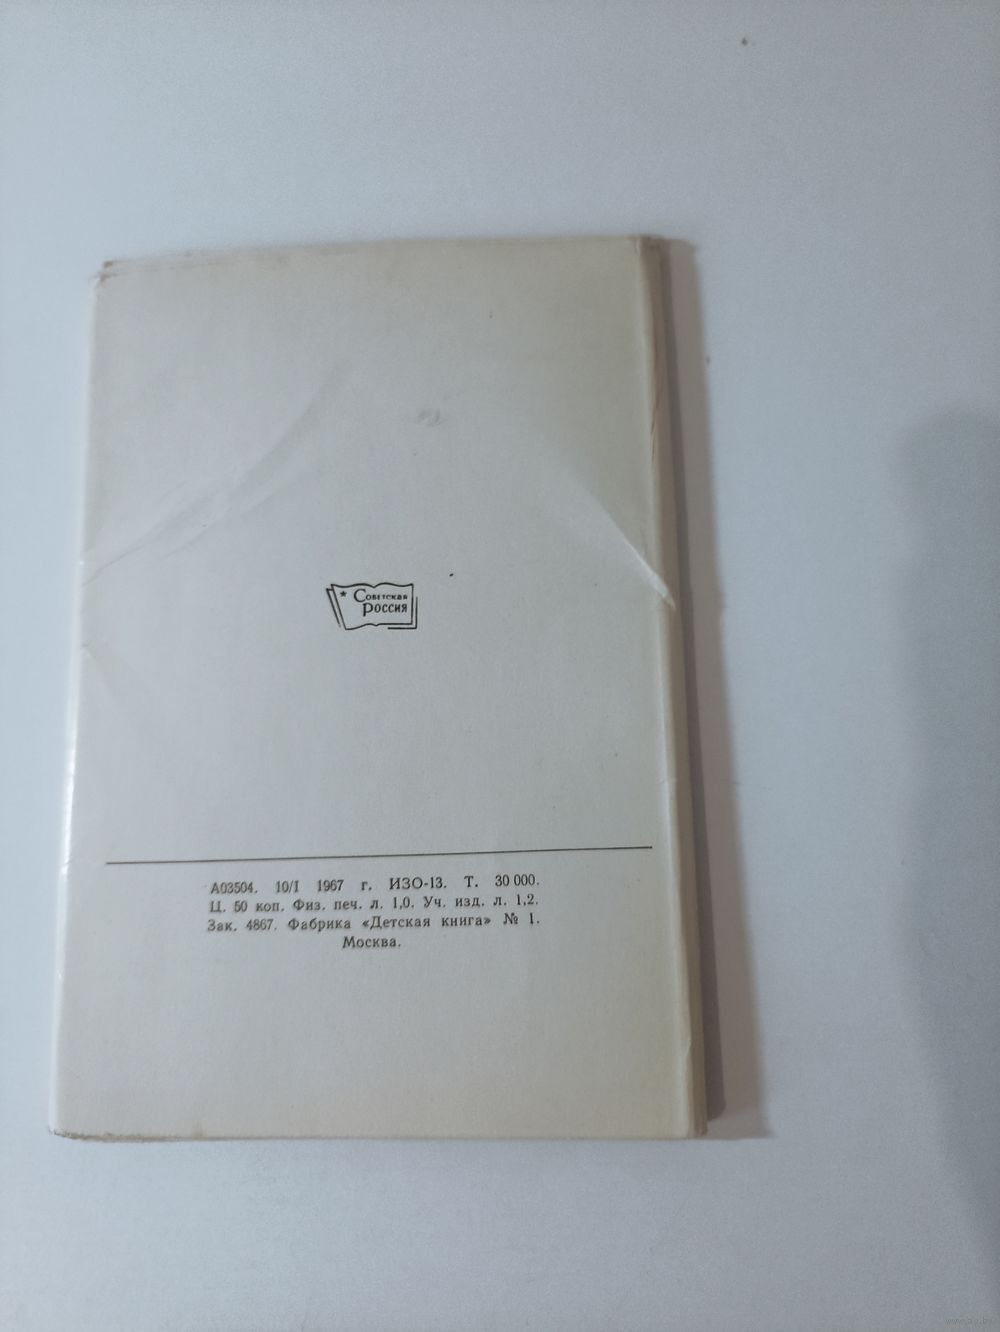 Советская
Россия
А03504. 10/I 1967 г. ИЗО-13. Т. 30 000.
Ц. 50 коп. Физ. печ. л. 1,0. Уч. изд. л. 1,2.
Зак. 4867. Фабрика «Детская книга» № 1.
Москва.